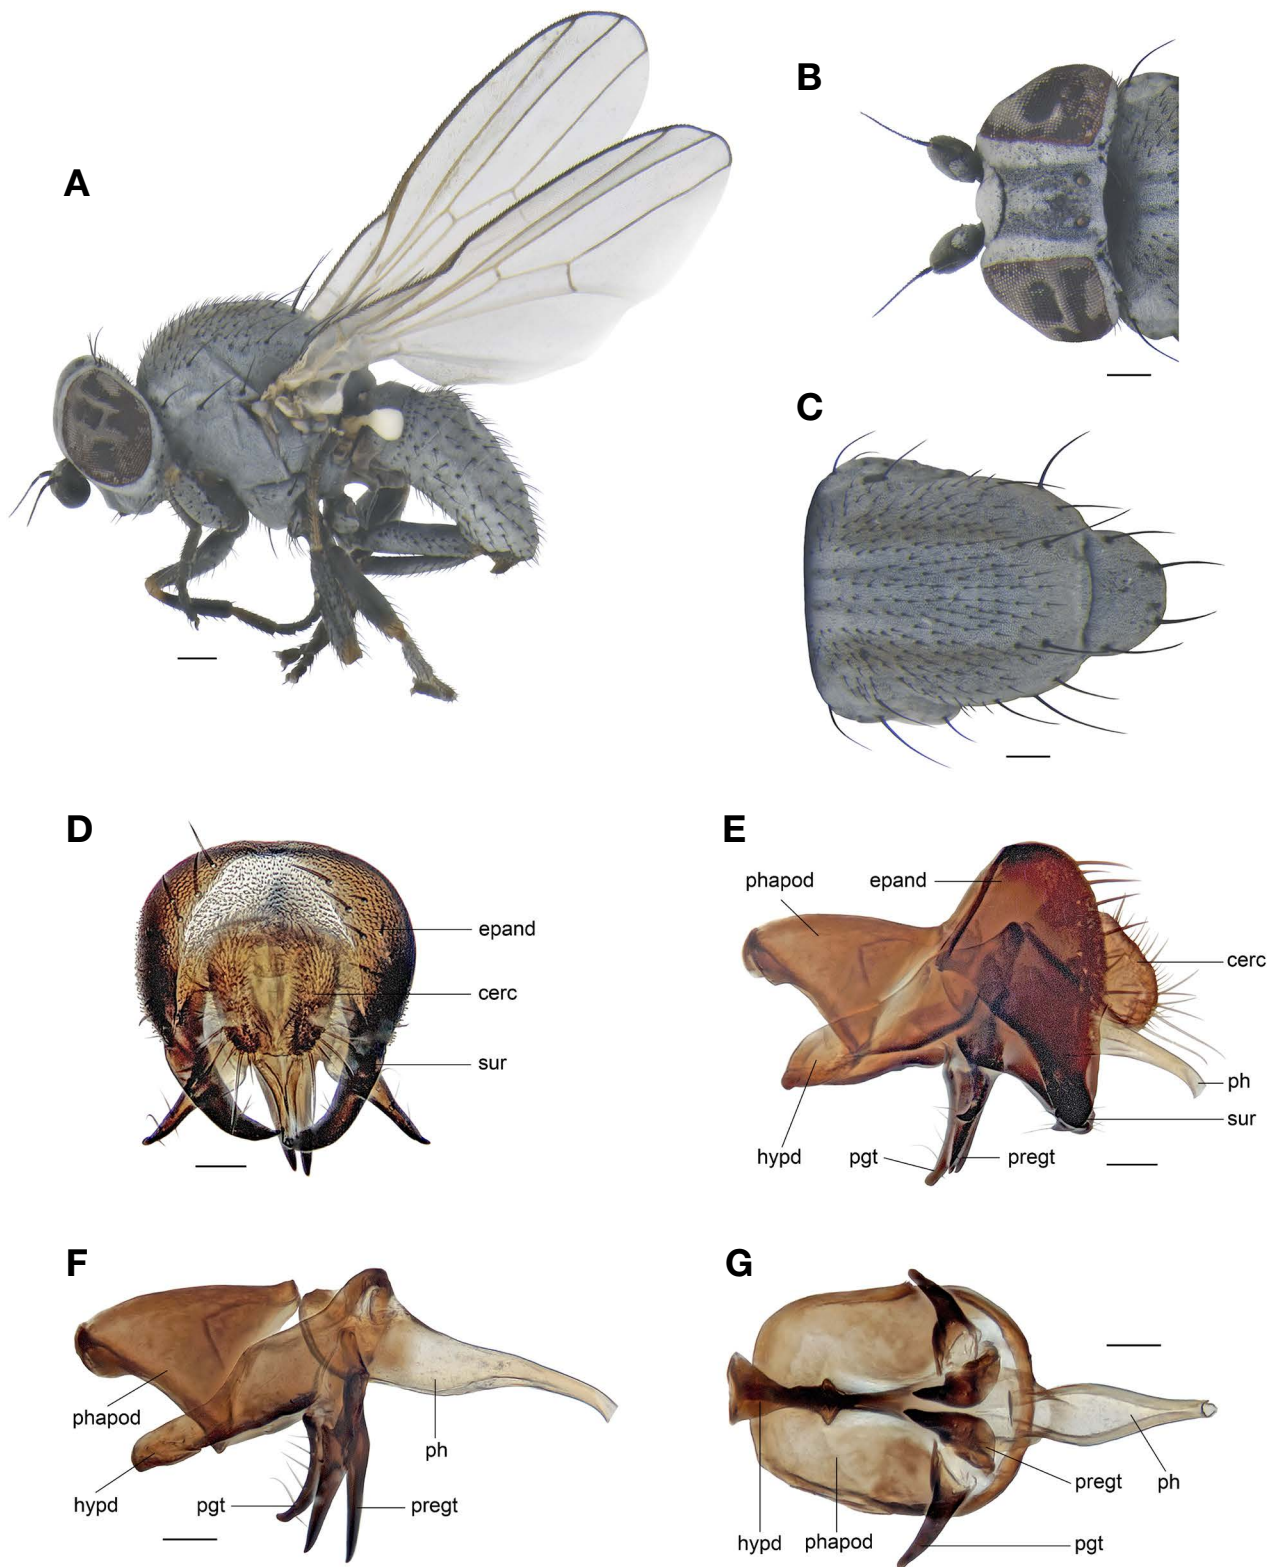 A
B
C
D
epand
cerc
sur
E
phapod
epand
cerc
ph
sur
hypd
pgt
pregt
F
phapod
hypd
pgt
ph
pregt
G
hypd
phapod
pregt
ph
pgt